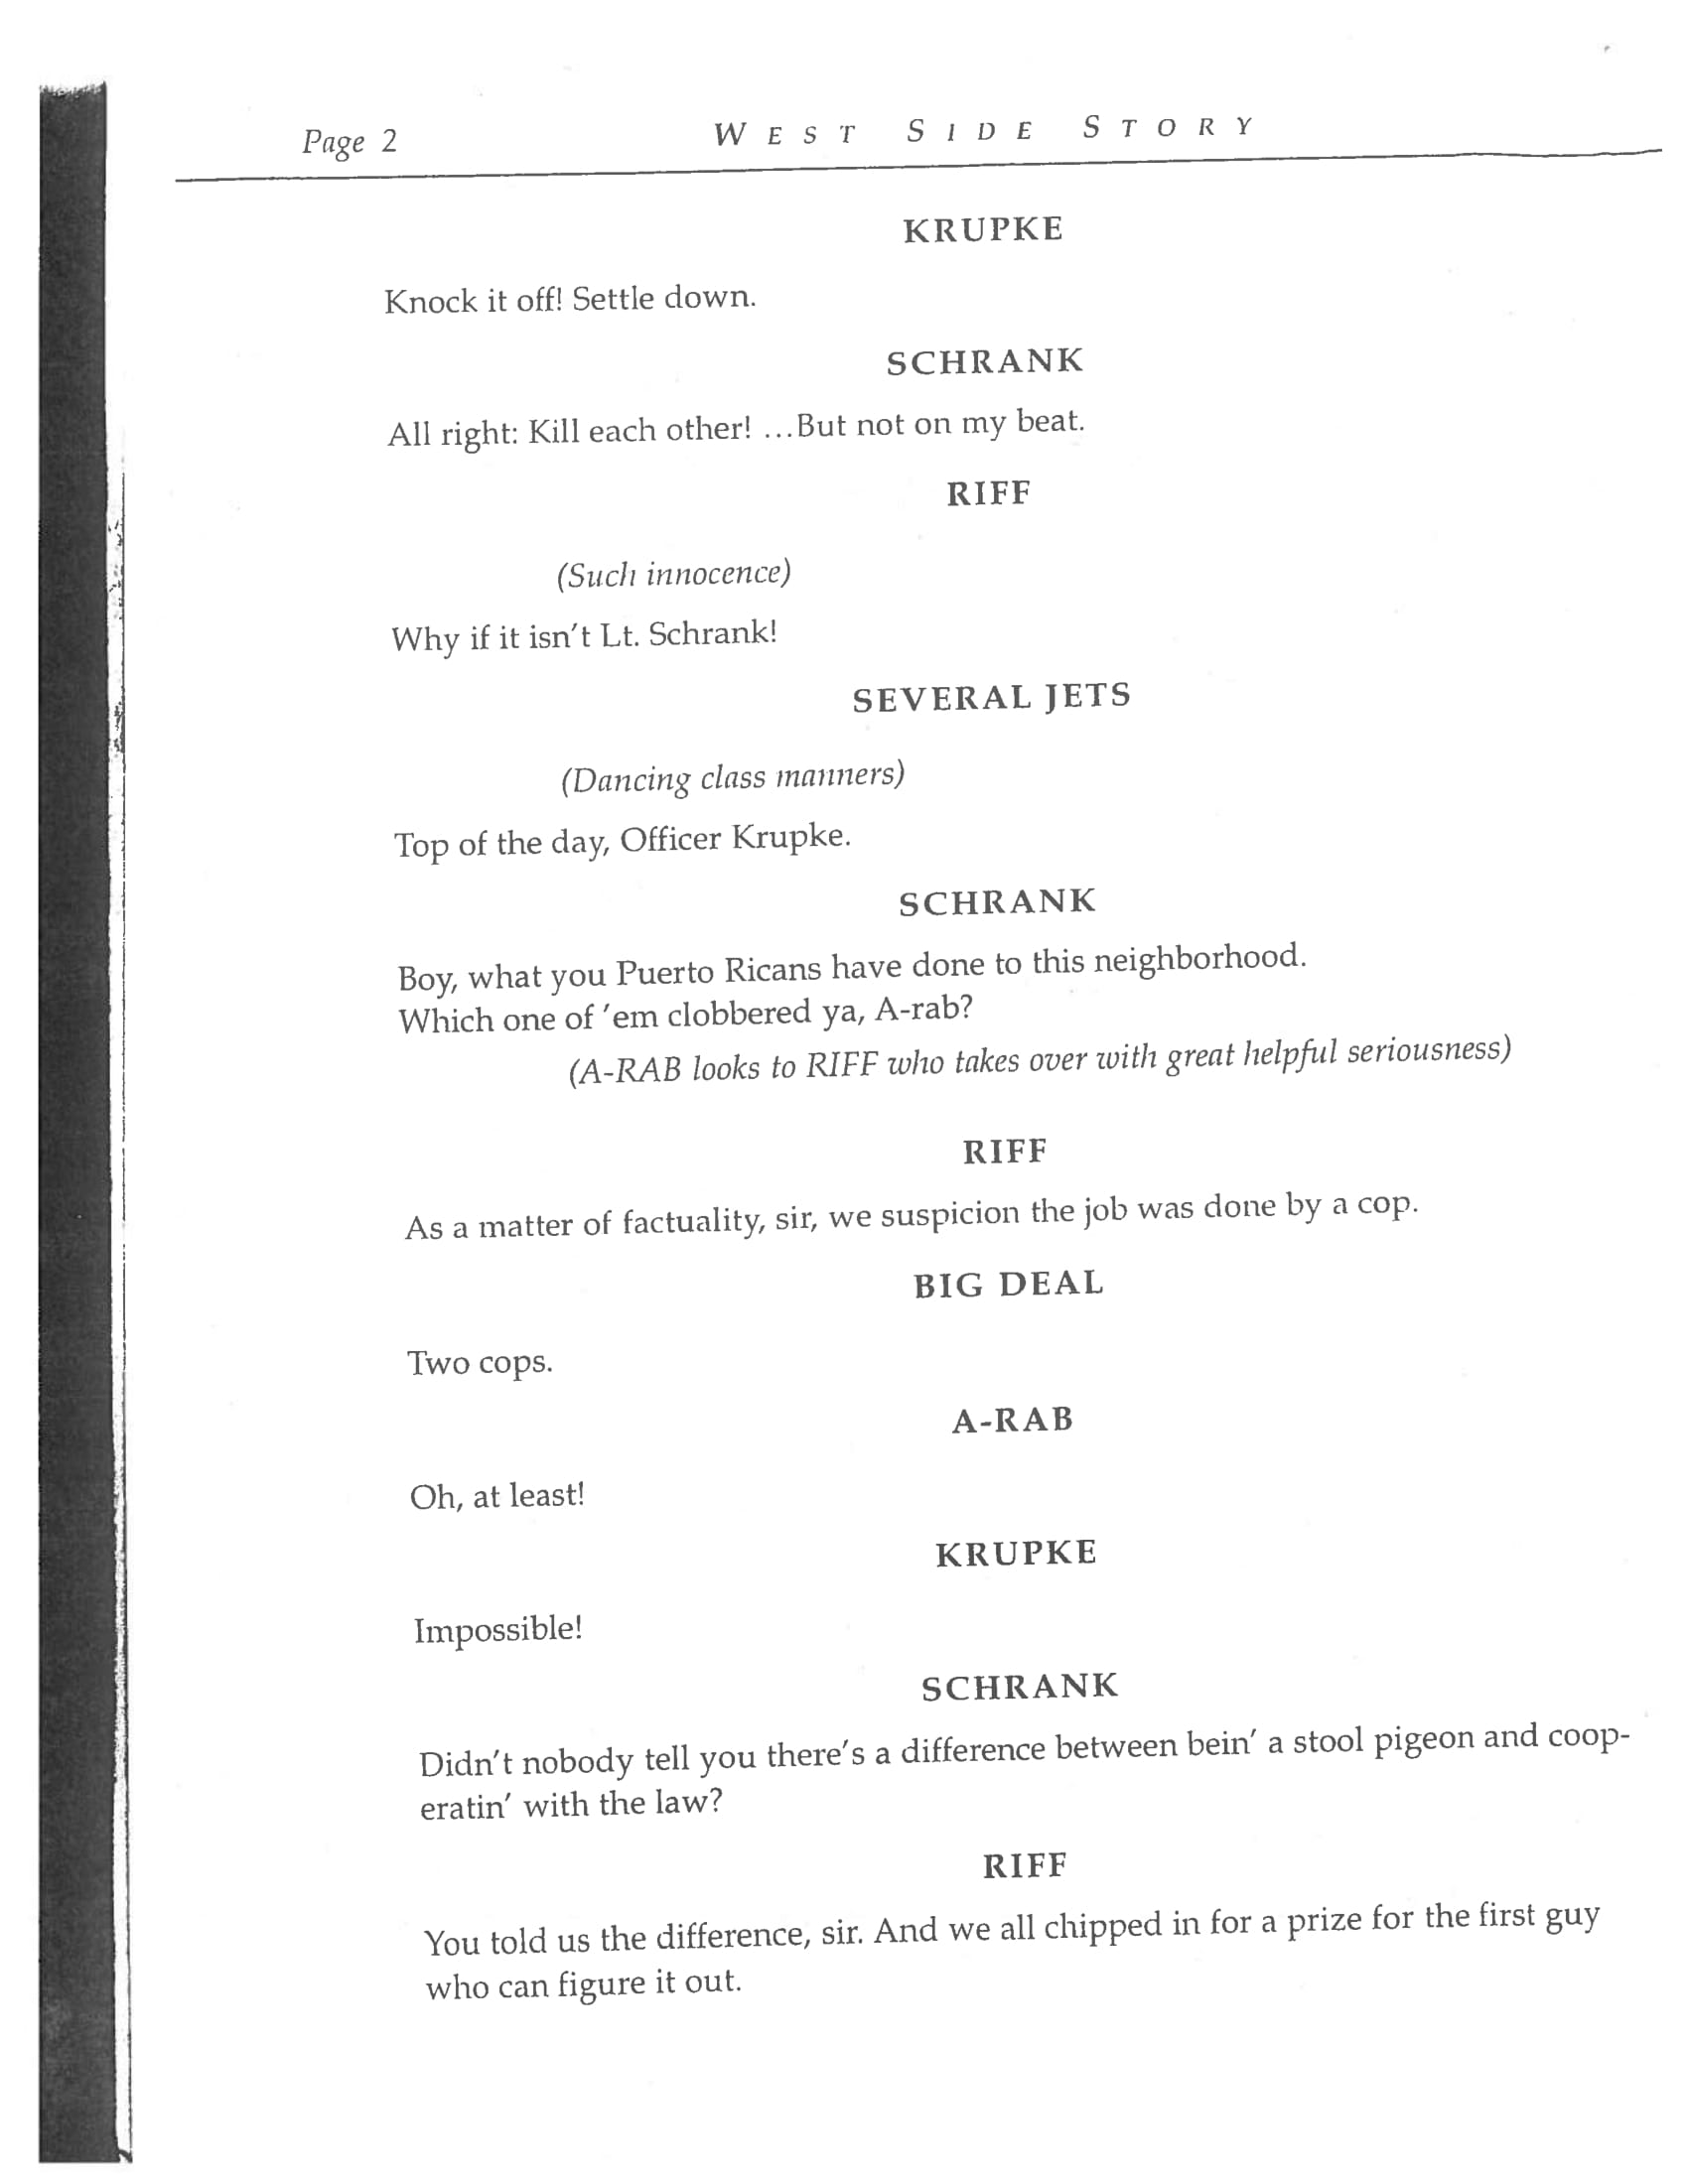 Page 2 WEST SIDE STORY
KRUPKE
Knock it off! Settle down.
SCHRANK
All right: Kill each other! ...But not on my beat.
RIFF
(Such innocence)
Why if it isn't Lt. Schrank!
SEVERAL JETS
(Dancing class manners)
Top of the day, Officer Krupke.
SCHRANK
Boy, what you Puerto Ricans have done to this neighborhood.
Which one of 'em clobbered ya, A-rab?
(A-RAB looks to RIFF who takes over with great helpful seriousness)
RIFF
As a matter of factuality, sir, we suspicion the job was done by a cop.
BIG DEAL
Two cops.
A-RAB
Oh, at least!
KRUPKE
Impossible!
SCHRANK
Didn't nobody tell you there's a difference between bein' a stool pigeon and coop-
eratin' with the law?
RIFF
You told us the difference, sir. And we all chipped in for a prize for the first guy
who can figure it out.